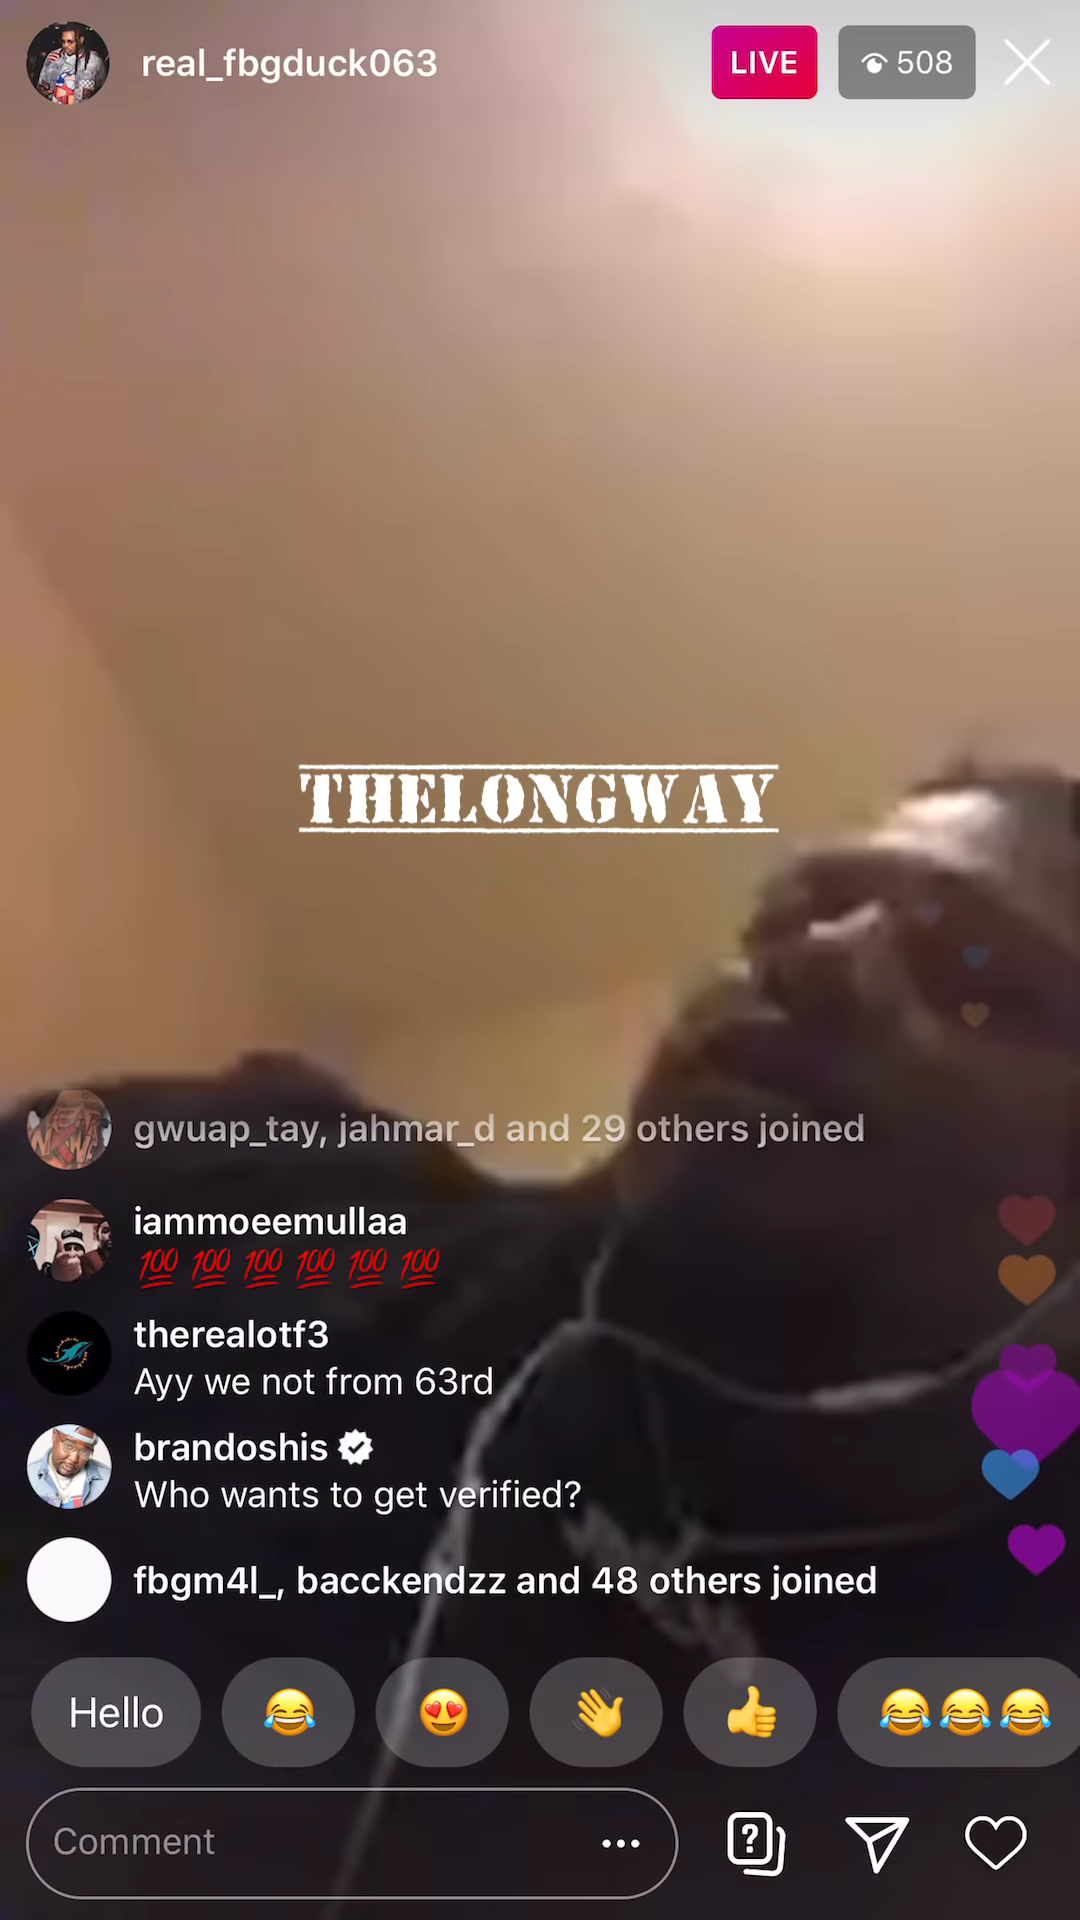 real_fbgduck063
LIVE
508
THELONGWAY
gwuap_tay, jahmar_d and 29 others joined
iammoeemullaa
💯 💯 💯 💯 💯 💯
therealotf3
Ayy we not from 63rd
brandoshis
Who wants to get verified?
fbgm4l_, bacckendzz and 48 others joined
Hello 😂 😍 👋 👍 😂😂😂
Comment